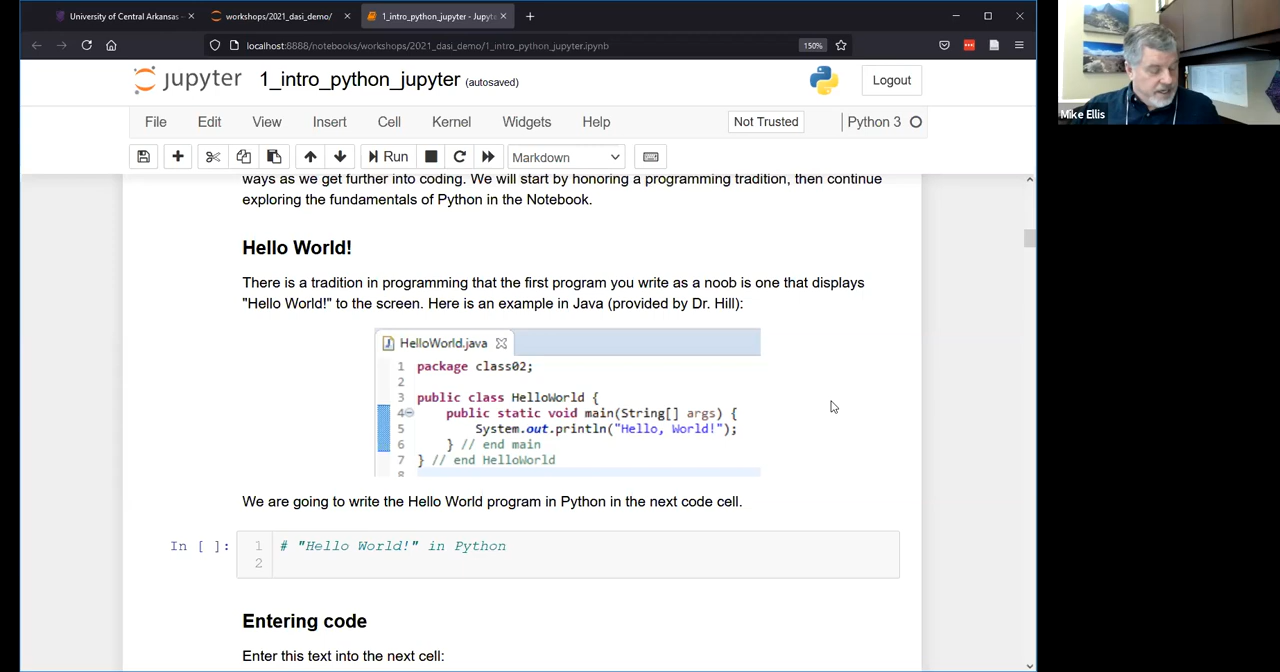 University of Central Arkansas -
workshops/2021_dasi_demo/
1_intro_python_jupyter - Jupyte
localhost:8888/notebooks/workshops/2021_dasi_demo/1_intro_python_jupyter.ipynb
150%
Mike Ellis
jupyter 1_intro_python_jupyter (autosaved)
Logout
File Edit View Insert Cell Kernel Widgets Help
Not Trusted
Python 3
Run
Markdown
ways as we get further into coding. We will start by honoring a programming tradition, then continue
exploring the fundamentals of Python in the Notebook.
Hello World!
There is a tradition in programming that the first program you write as a noob is one that displays
"Hello World!" to the screen. Here is an example in Java (provided by Dr. Hill):
HelloWorld.java
1 package class02;
2
3 public class HelloWorld {
4 public static void main(String[] args) {
5 System.out.println("Hello, World!");
6 } // end main
7 } // end HelloWorld
8
We are going to write the Hello World program in Python in the next code cell.
In [ ]:
1 # "Hello World!" in Python
2
Entering code
Enter this text into the next cell: